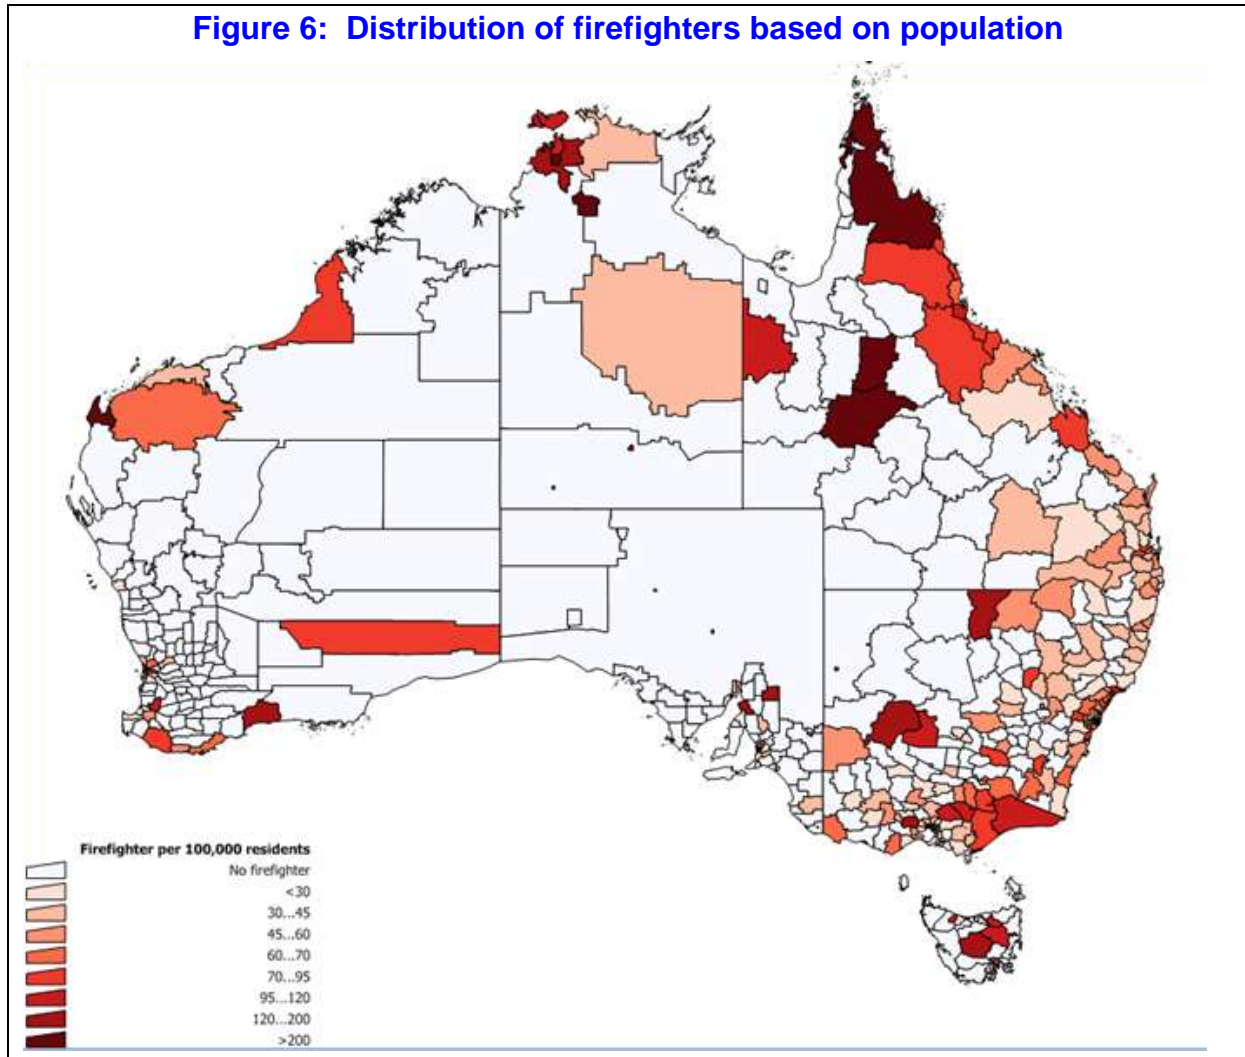 Figure 6: Distribution of firefighters based on population
Firefighter per 100,000 residents
No firefighter
<30
30...45
45...60
60...70
70...95
95...120
120...200
>200